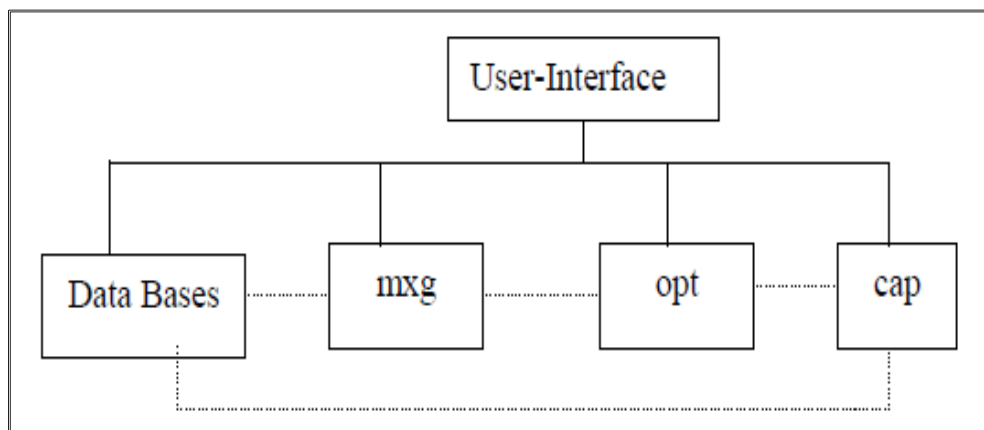 User-Interface
Data Bases
mxg
opt
cap